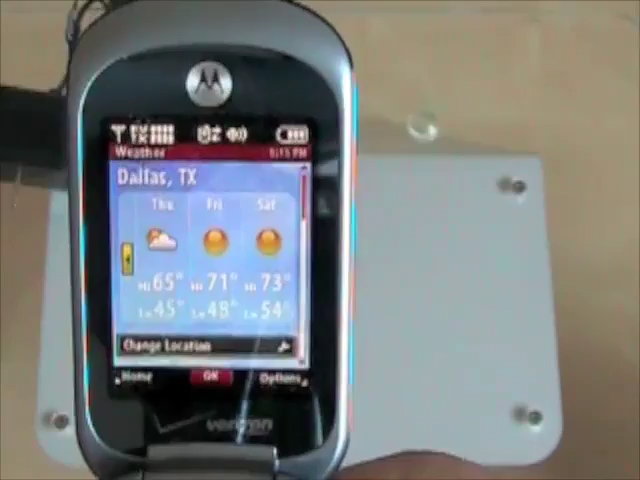 Weather 5:15 PM
Dallas, TX
Thu Fri Sat
Hi 65° Hi 71° Hi 73°
Lo 45° Lo 48° Lo 54°
Change Location
Home OK Options
verizon